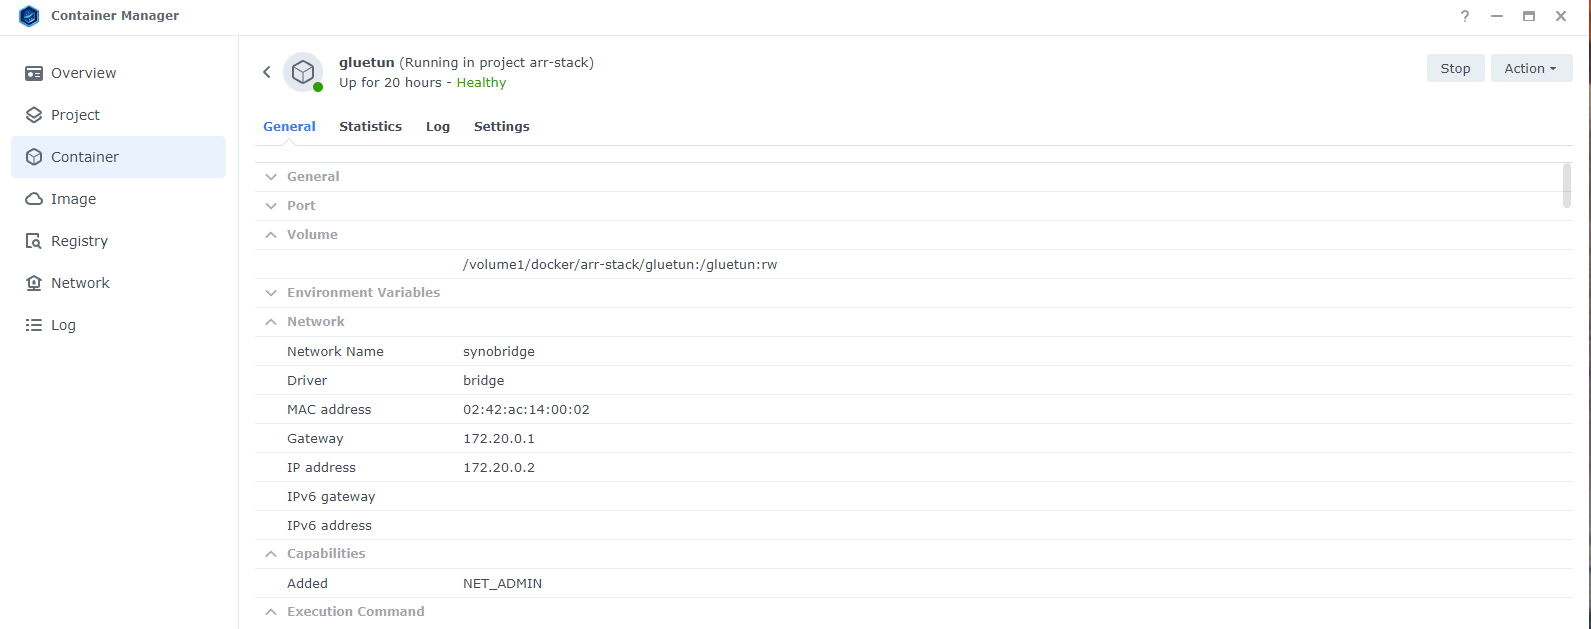 Container Manager
?
Overview
Project
Container
Image
Registry
Network
Log
gluetun (Running in project arr-stack)
Up for 20 hours - Healthy
Stop
Action
General
Statistics
Log
Settings
General
Port
Volume
/volume1/docker/arr-stack/gluetun:/gluetun:rw
Environment Variables
Network
Network Name synobridge
Driver bridge
MAC address 02:42:ac:14:00:02
Gateway 172.20.0.1
IP address 172.20.0.2
IPv6 gateway
IPv6 address
Capabilities
Added NET_ADMIN
Execution Command